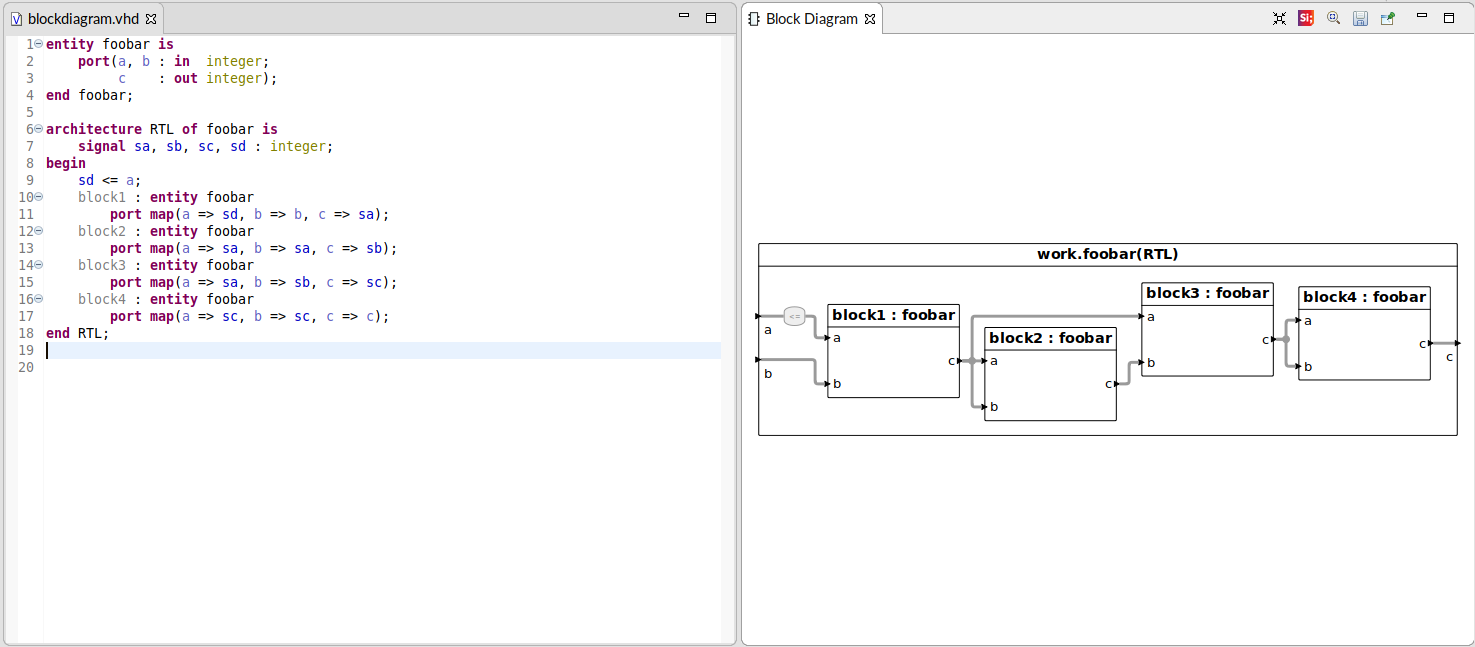 blockdiagram.vhd
1 entity foobar is
2     port(a, b : in  integer;
3          c    : out integer);
4 end foobar;
5
6 architecture RTL of foobar is
7     signal sa, sb, sc, sd : integer;
8 begin
9     sd <= a;
10     block1 : entity foobar
11         port map(a => sd, b => b, c => sa);
12     block2 : entity foobar
13         port map(a => sa, b => sa, c => sb);
14     block3 : entity foobar
15         port map(a => sa, b => sb, c => sc);
16     block4 : entity foobar
17         port map(a => sc, b => sc, c => c);
18 end RTL;
19
20
Block Diagram
Si
work.foobar(RTL)
a
<=
b
block1 : foobar
a
b
c
block2 : foobar
a
b
c
block3 : foobar
a
b
c
block4 : foobar
a
b
c
c